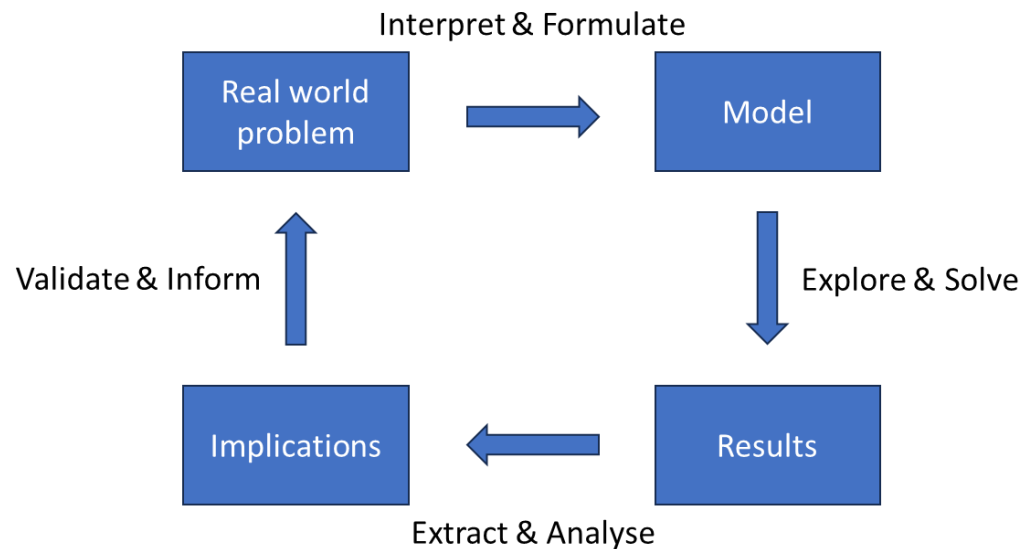 Interpret & Formulate
Real world
problem
Model
Validate & Inform
Explore & Solve
Implications
Results
Extract & Analyse